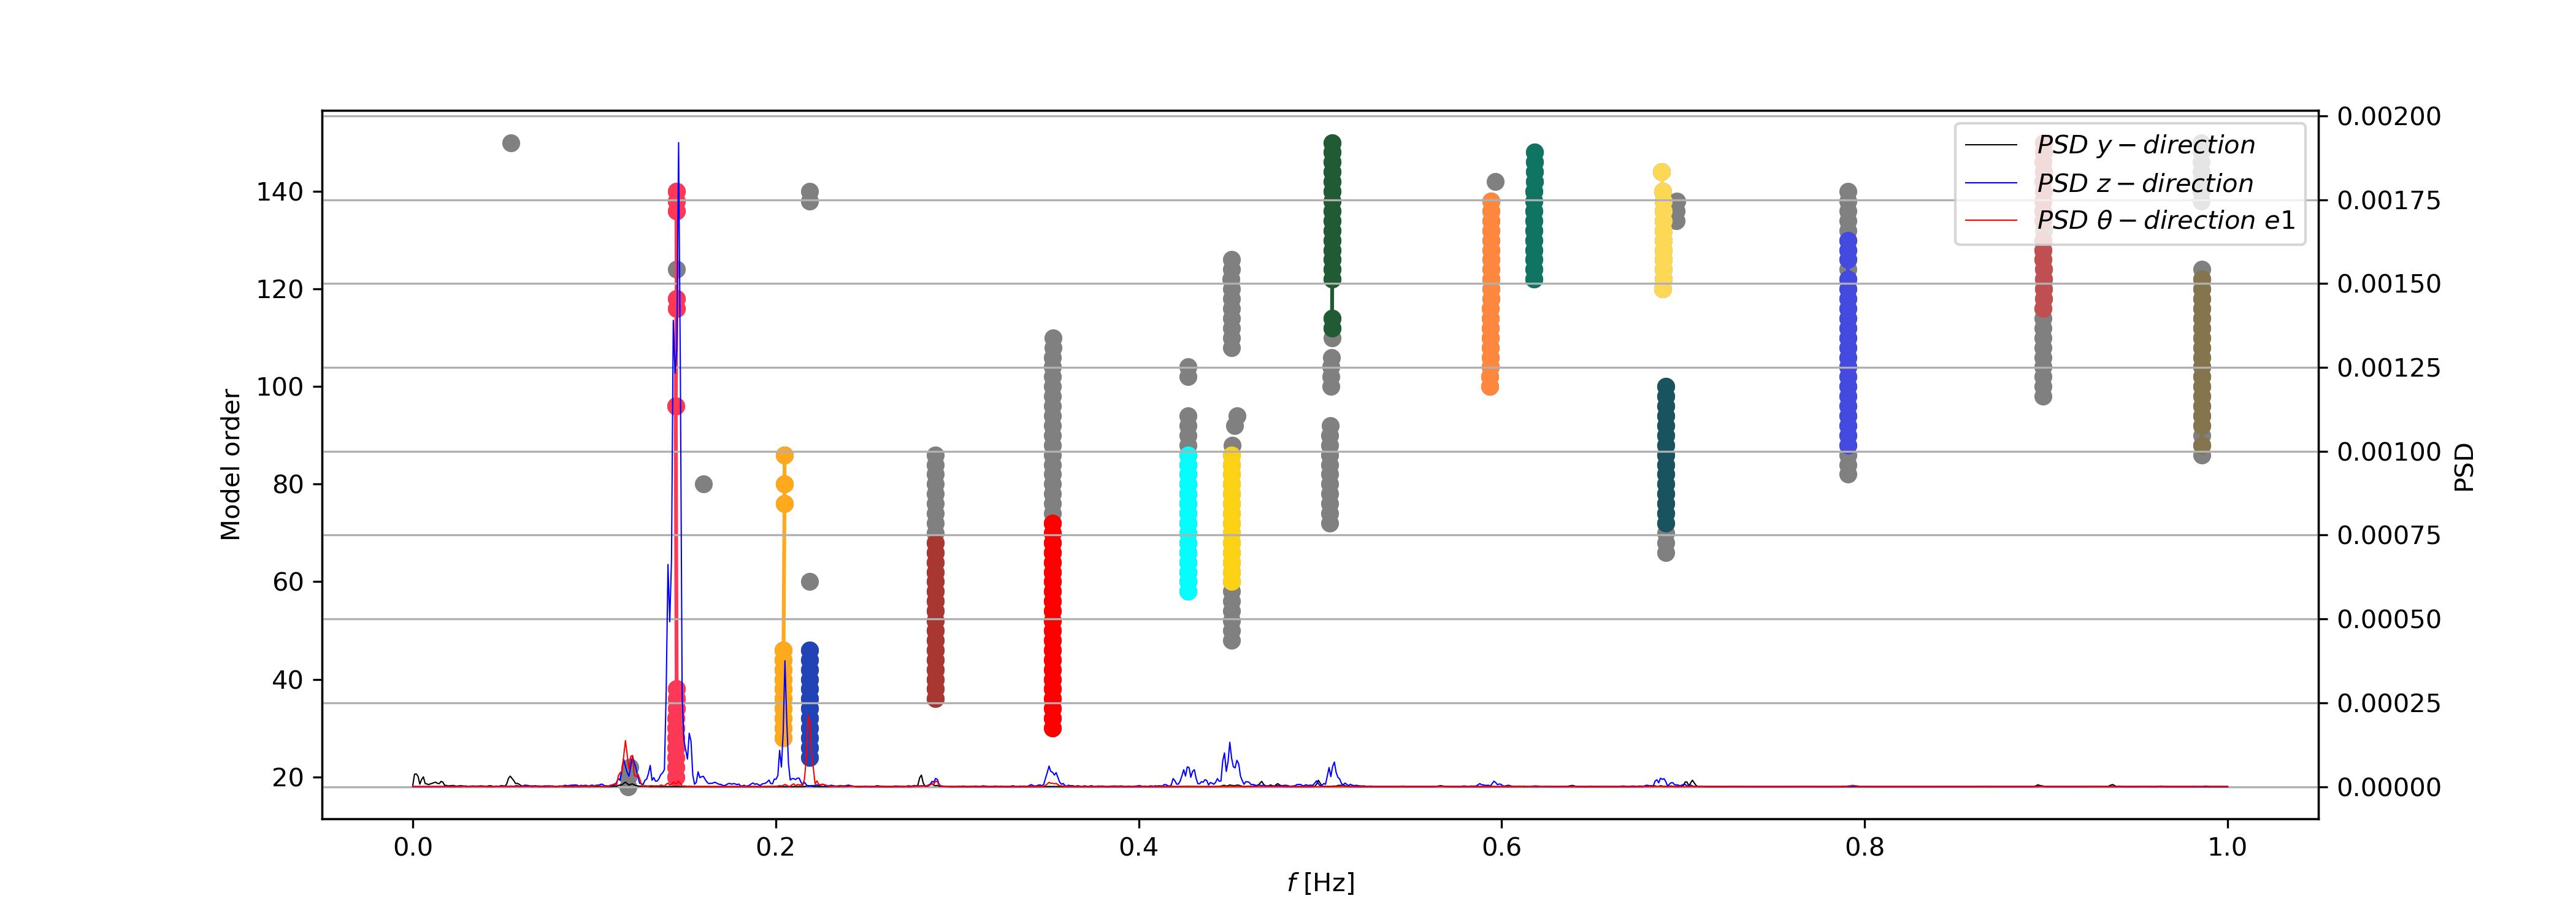 PSD y − direction
PSD z − direction
PSD θ − direction e1
Model order
140
120
100
80
60
40
20
0.00200
0.00175
0.00150
0.00125
0.00100
0.00075
0.00050
0.00025
0.00000
PSD
0.0 0.2 0.4 0.6 0.8 1.0
f [Hz]